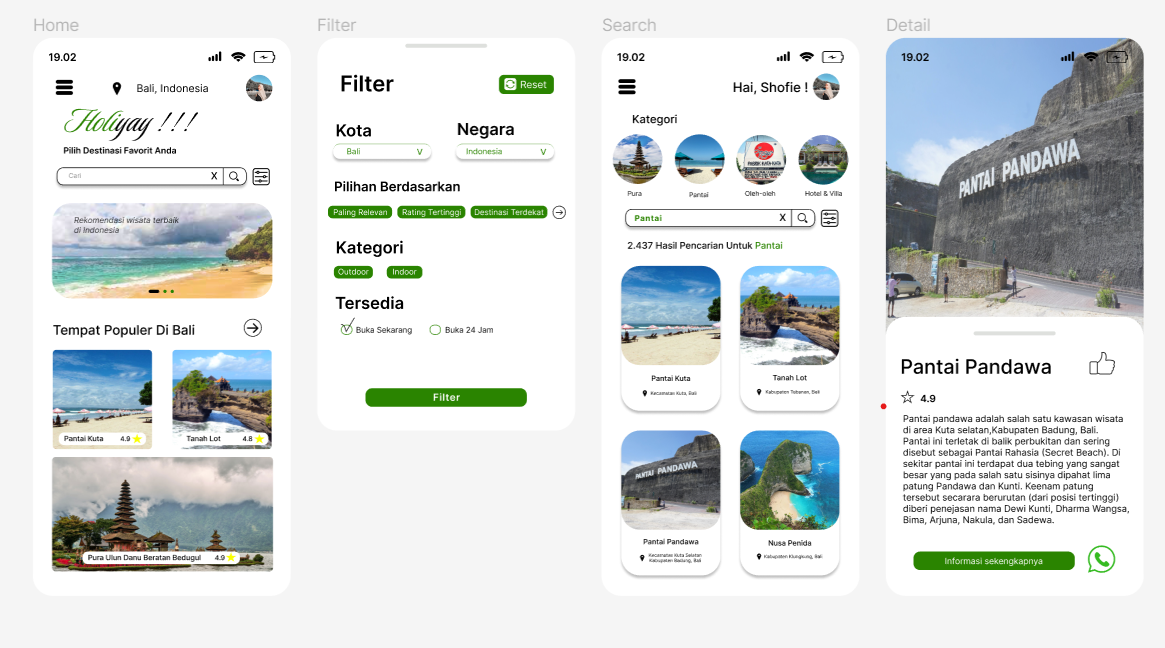 Home
19.02
Bali, Indonesia
Holiyay !!!
Pilih Destinasi Favorit Anda
Cari
X
Rekomendasi wisata terbaik
di Indonesia
Tempat Populer Di Bali
Pantai Kuta 4.9
Tanah Lot 4.8
Pura Ulun Danu Beratan Bedugul 4.9
Filter
Filter
Reset
Kota
Negara
Bali V
Indonesia V
Pilihan Berdasarkan
Paling Relevan
Rating Tertinggi
Destinasi Terdekat
Kategori
Outdoor
Indoor
Tersedia
Buka Sekarang
Buka 24 Jam
Filter
Search
19.02
Hai, Shofie !
Kategori
Pura
Pantai
Oleh-oleh
Hotel & Villa
Pantai
X
2.437 Hasil Pencarian Untuk Pantai
Pantai Kuta
Kecamatan Kuta, Bali
Tanah Lot
Kabupaten Tabanan, Bali
PANTAI PANDAWA
Pantai Pandawa
Kecamatan Kuta Selatan
Kabupaten Badung, Bali
Nusa Penida
Kabupaten Klungkung, Bali
Detail
19.02
PANTAI PANDAWA
Pantai Pandawa
4.9
Pantai pandawa adalah salah satu kawasan wisata
di area Kuta selatan,Kabupaten Badung, Bali.
Pantai ini terletak di balik perbukitan dan sering
disebut sebagai Pantai Rahasia (Secret Beach). Di
sekitar pantai ini terdapat dua tebing yang sangat
besar yang pada salah satu sisinya dipahat lima
patung Pandawa dan Kunti. Keenam patung
tersebut secarara berurutan (dari posisi tertinggi)
diberi penejasan nama Dewi Kunti, Dharma Wangsa,
Bima, Arjuna, Nakula, dan Sadewa.
Informasi sekengkapnya